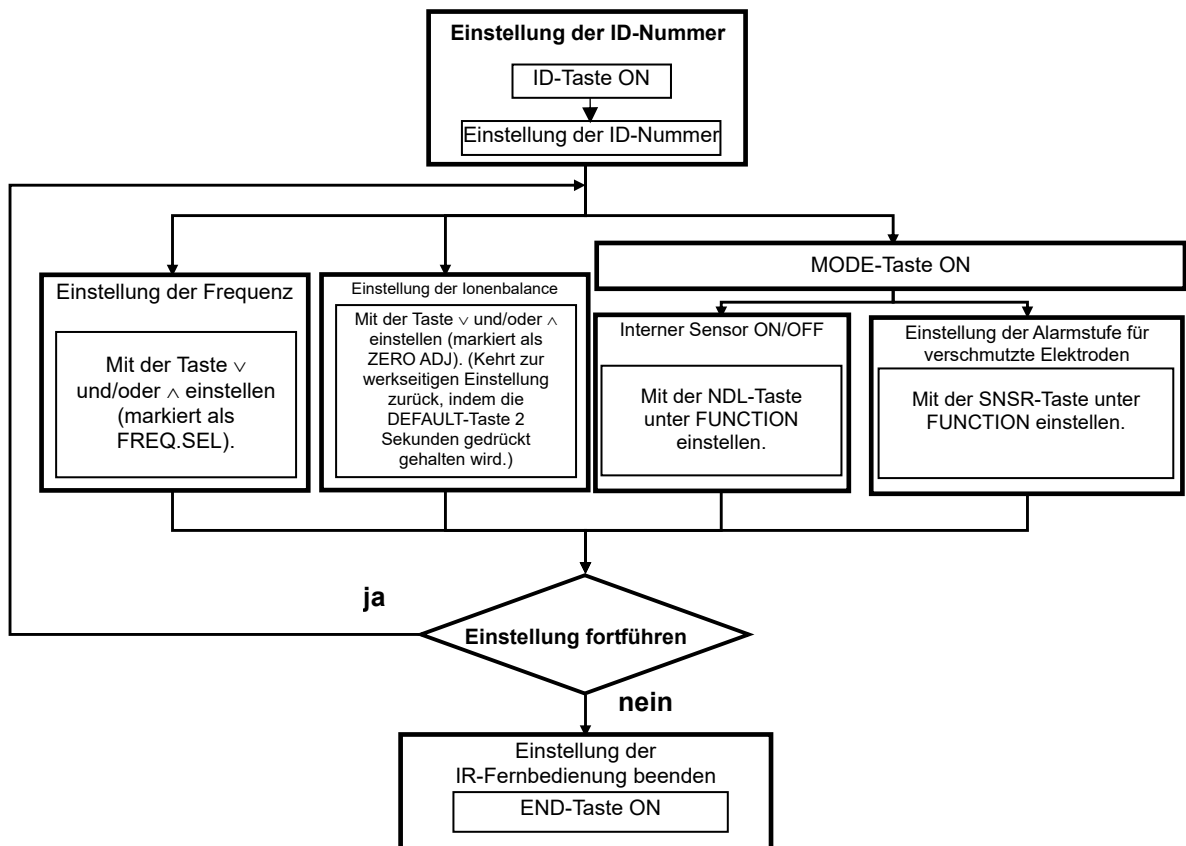 Einstellung der ID-Nummer
ID-Taste ON
Einstellung der ID-Nummer
Einstellung der Frequenz
Mit der Taste ∨
und/oder ∧ einstellen
(markiert als
FREQ.SEL).
Einstellung der Ionenbalance
Mit der Taste ∨ und/oder ∧
einstellen (markiert als
ZERO ADJ). (Kehrt zur
werkseitigen Einstellung
zurück, indem die
DEFAULT-Taste 2
Sekunden gedrückt
gehalten wird.)
MODE-Taste ON
Interner Sensor ON/OFF
Mit der NDL-Taste
unter FUNCTION
einstellen.
Einstellung der Alarmstufe für
verschmutzte Elektroden
Mit der SNSR-Taste unter
FUNCTION einstellen.
ja
Einstellung fortführen
nein
Einstellung der
IR-Fernbedienung beenden
END-Taste ON